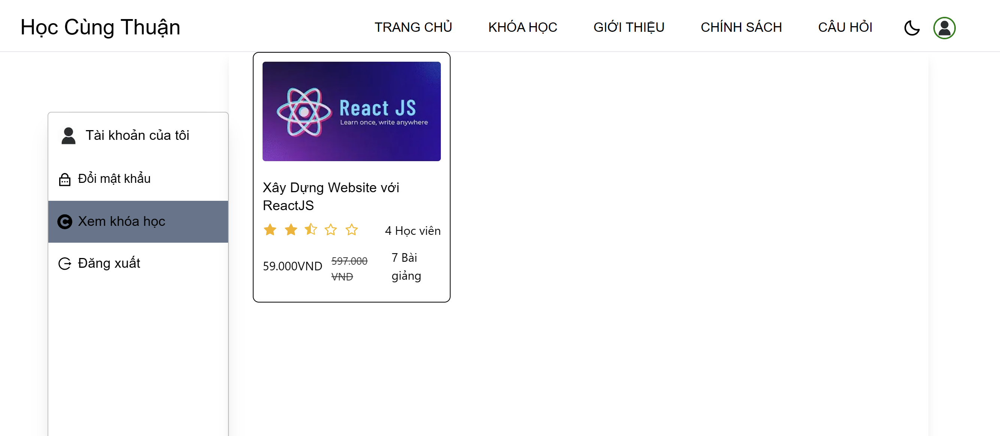 Học Cùng Thuận
TRANG CHỦ KHÓA HỌC GIỚI THIỆU CHÍNH SÁCH CÂU HỎI
Tài khoản của tôi
Đổi mật khẩu
Xem khóa học
Đăng xuất
React JS
Learn once, write anywhere
Xây Dựng Website với
ReactJS
4 Học viên
59.000VND
597.000
VND
7 Bài
giảng